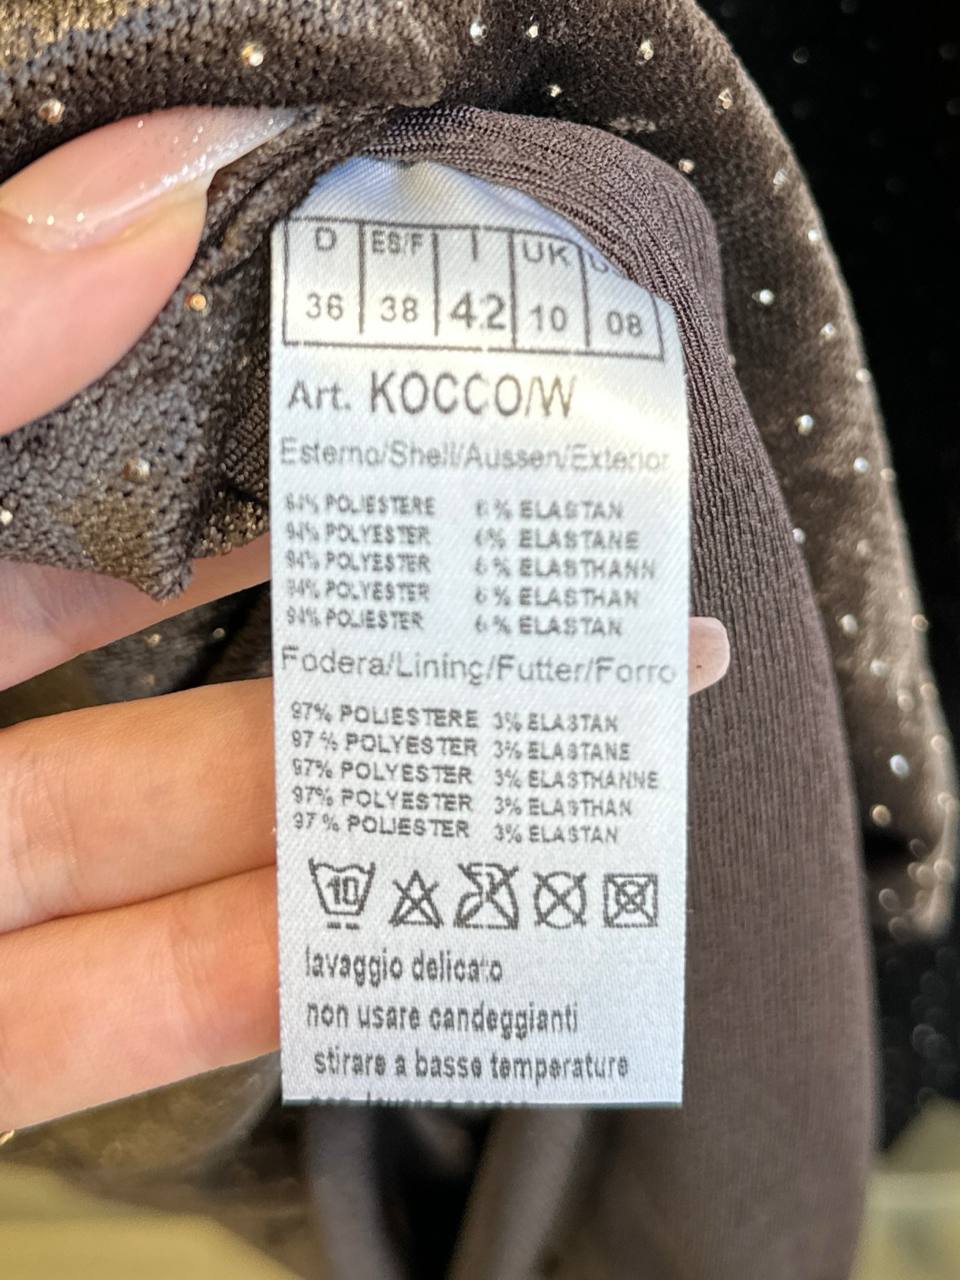 D ES/F I UK
36 38 42 10 08
Art. KOCCO/W
Esterno/Shell/Aussen/Exterior
94% POLIESTERE 6% ELASTAN
94% POLYESTER 6% ELASTANE
94% POLYESTER 6% ELASTHANN
94% POLYESTER 6% ELASTHAN
94% POLIESTER 6% ELASTAN
Fodera/Lining/Futter/Forro
97% POLIESTERE 3% ELASTAN
97% POLYESTER 3% ELASTANE
97% POLYESTER 3% ELASTHANNE
97% POLYESTER 3% ELASTHAN
97% POLIESTER 3% ELASTAN
10
lavaggio delicato
non usare candeggianti
stirare a basse temperature